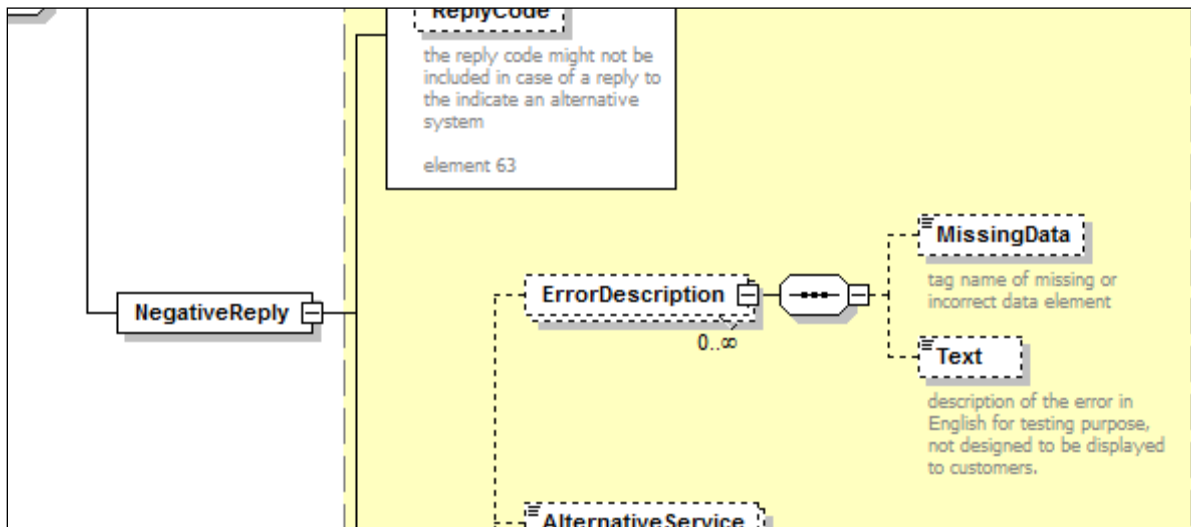 ReplyCode
the reply code might not be
included in case of a reply to
the indicate an alternative
system
element 63
MissingData
tag name of missing or
incorrect data element
ErrorDescription
NegativeReply
0..∞
Text
description of the error in
English for testing purpose,
not designed to be displayed
to customers.
AlternativeService